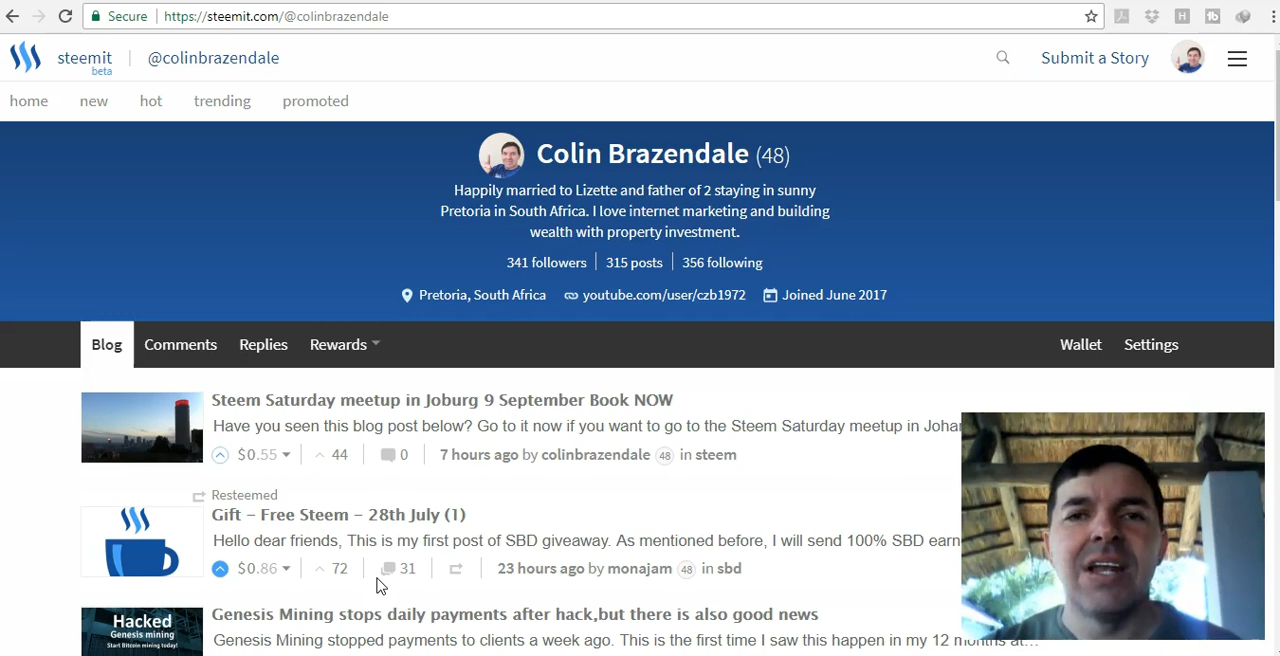 Secure https://steemit.com/@colinbrazendale
steemit beta @colinbrazendale Submit a Story
home new hot trending promoted
Colin Brazendale (48)
Happily married to Lizette and father of 2 staying in sunny
Pretoria in South Africa. I love internet marketing and building
wealth with property investment.
341 followers 315 posts 356 following
Pretoria, South Africa youtube.com/user/czb1972 Joined June 2017
Blog Comments Replies Rewards Wallet Settings
Steem Saturday meetup in Joburg 9 September Book NOW
Have you seen this blog post below? Go to it now if you want to go to the Steem Saturday meetup in
$0.55 44 0 7 hours ago by colinbrazendale 48 in steem
Resteemed
Gift – Free Steem – 28th July (1)
Hello dear friends, This is my first post of SBD giveaway. As mentioned before, I will send 100% SBD
$0.86 72 31 23 hours ago by monajam 48 in sbd
Hacked
Genesis mining
Start Bitcoin mining today!
Genesis Mining stops daily payments after hack,but there is also good news
Genesis Mining stopped payments to clients a week ago. This is the first time I saw this happen in my 12 months at…